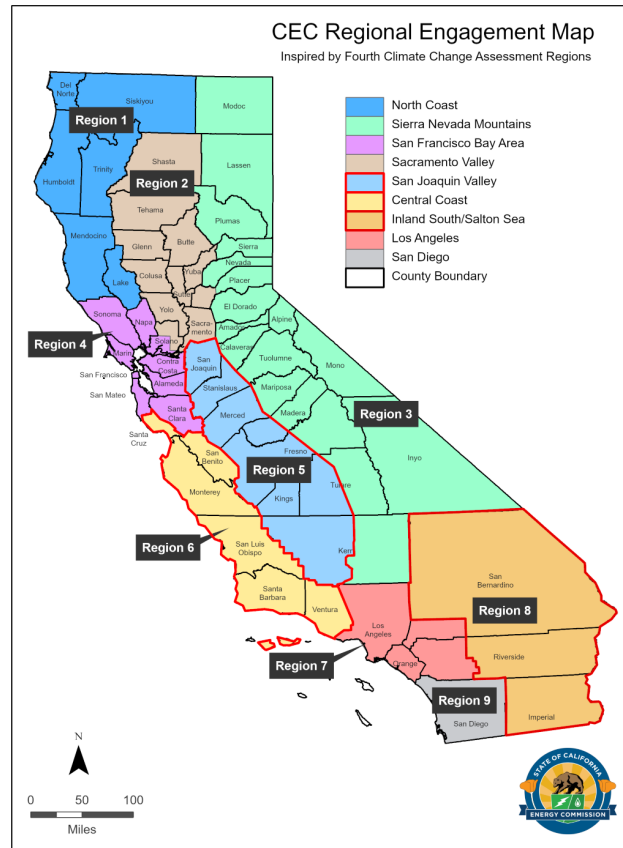 CEC Regional Engagement Map
Inspired by Fourth Climate Change Assessment Regions
North Coast
Sierra Nevada Mountains
San Francisco Bay Area
Sacramento Valley
San Joaquin Valley
Central Coast
Inland South/Salton Sea
Los Angeles
San Diego
County Boundary
Del
Norte
Siskiyou
Modoc
Region 1
Shasta
Lassen
Trinity
Humboldt
Region 2
Tehama
Plumas
Mendocino
Glenn
Butte
Sierra
Nevada
Yuba
Colusa
Placer
Lake
Sutter
El Dorado
Yolo
Sonoma
Napa
Sacra-
mento
Alpine
Amador
Solano
Calaveras
Region 4
Marin
San
Joaquin
Contra
Costa
Tuolumne
Mono
San Francisco
Alameda
Stanislaus
Mariposa
San Mateo
Santa
Clara
Merced
Madera
Region 3
Santa
Cruz
San
Benito
Fresno
Inyo
Region 5
Monterey
Kings
Tulare
Region 6
San Luis
Obispo
Kern
San
Bernardino
Santa
Barbara
Ventura
Region 8
Los
Angeles
Riverside
Region 7
Orange
Region 9
Imperial
San Diego
N
0 50 100
Miles
STATE OF CALIFORNIA
ENERGY COMMISSION